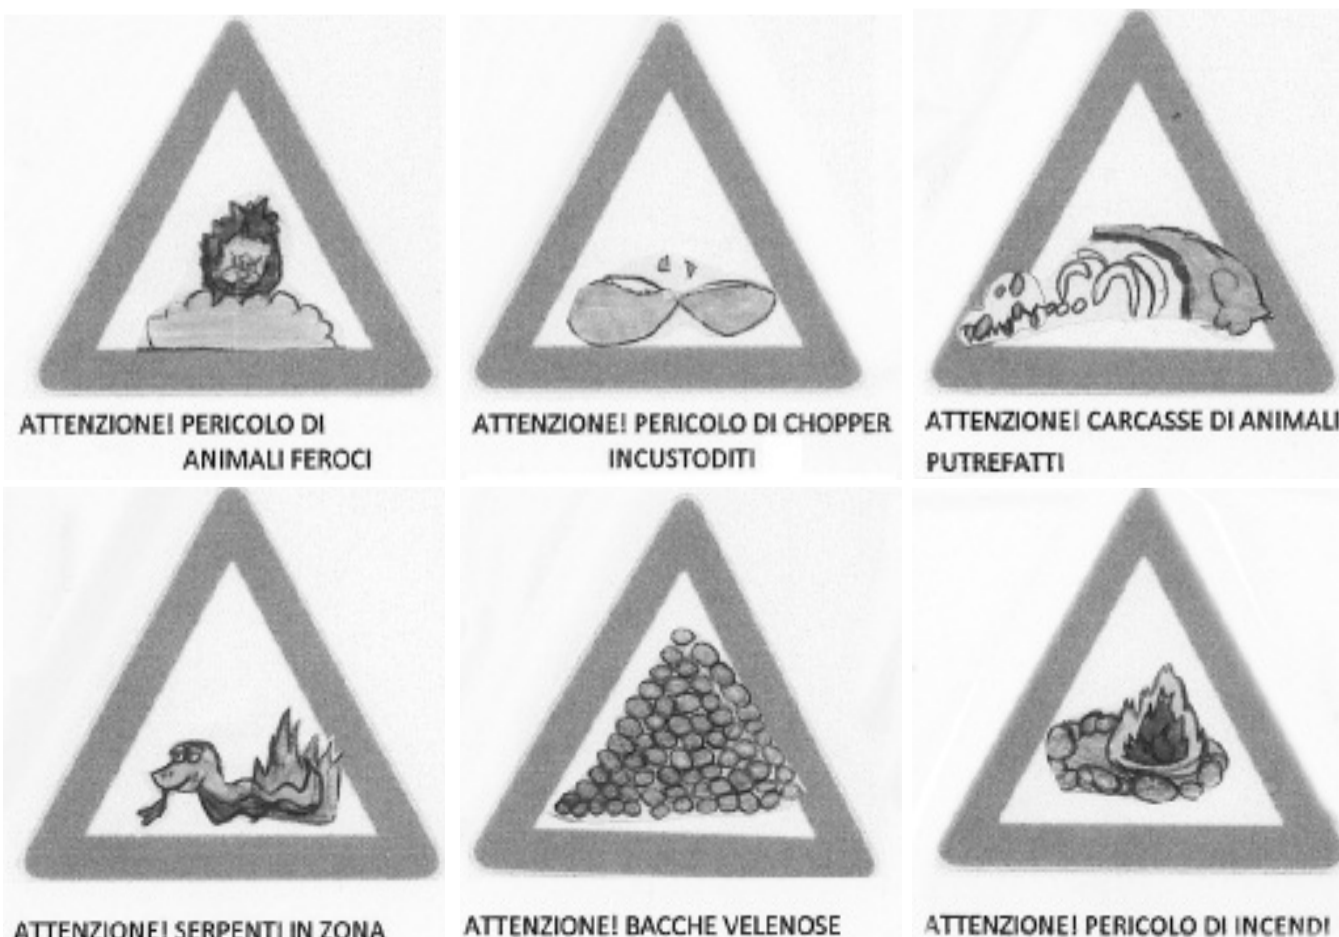 ATTENZIONE! PERICOLO DI
ANIMALI FEROCI
ATTENZIONE! PERICOLO DI CHOPPER
INCUSTODITI
ATTENZIONE! CARCASSE DI ANIMALI
PUTREFATTI
ATTENZIONE! SERPENTI IN ZONA
ATTENZIONE! BACCHE VELENOSE
ATTENZIONE! PERICOLO DI INCENDI